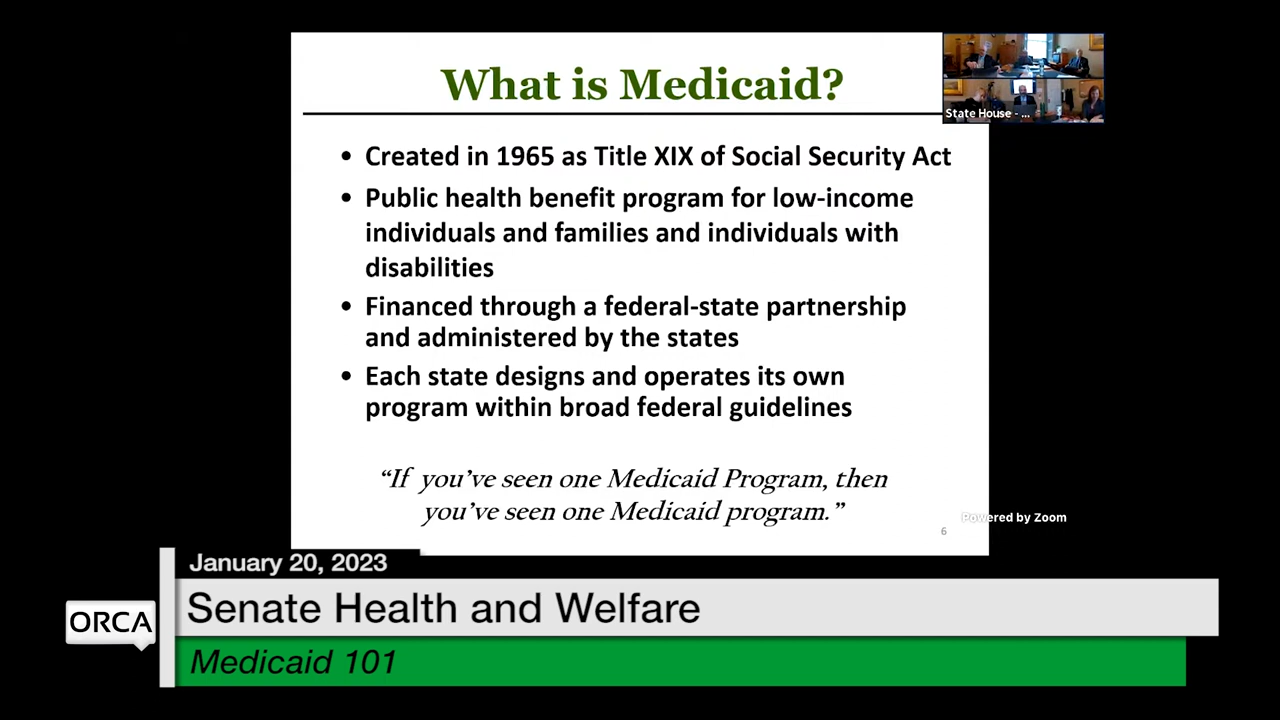 What is Medicaid?
State House - ...
• Created in 1965 as Title XIX of Social Security Act
• Public health benefit program for low-income
individuals and families and individuals with
disabilities
• Financed through a federal-state partnership
and administered by the states
• Each state designs and operates its own
program within broad federal guidelines
“If you’ve seen one Medicaid Program, then
you’ve seen one Medicaid program.”
6
Powered by Zoom
January 20, 2023
ORCA
Senate Health and Welfare
Medicaid 101